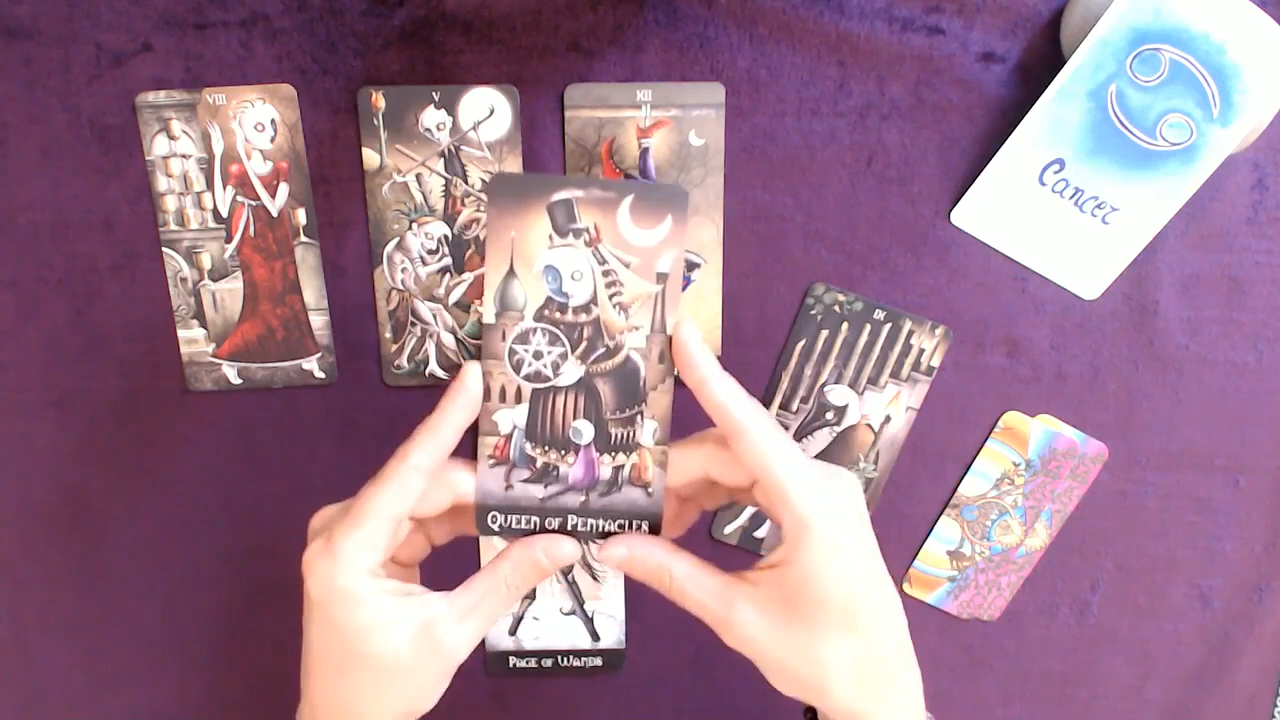 VIII
V
XII
Cancer
IX
Queen of Pentacles
Page of Wands